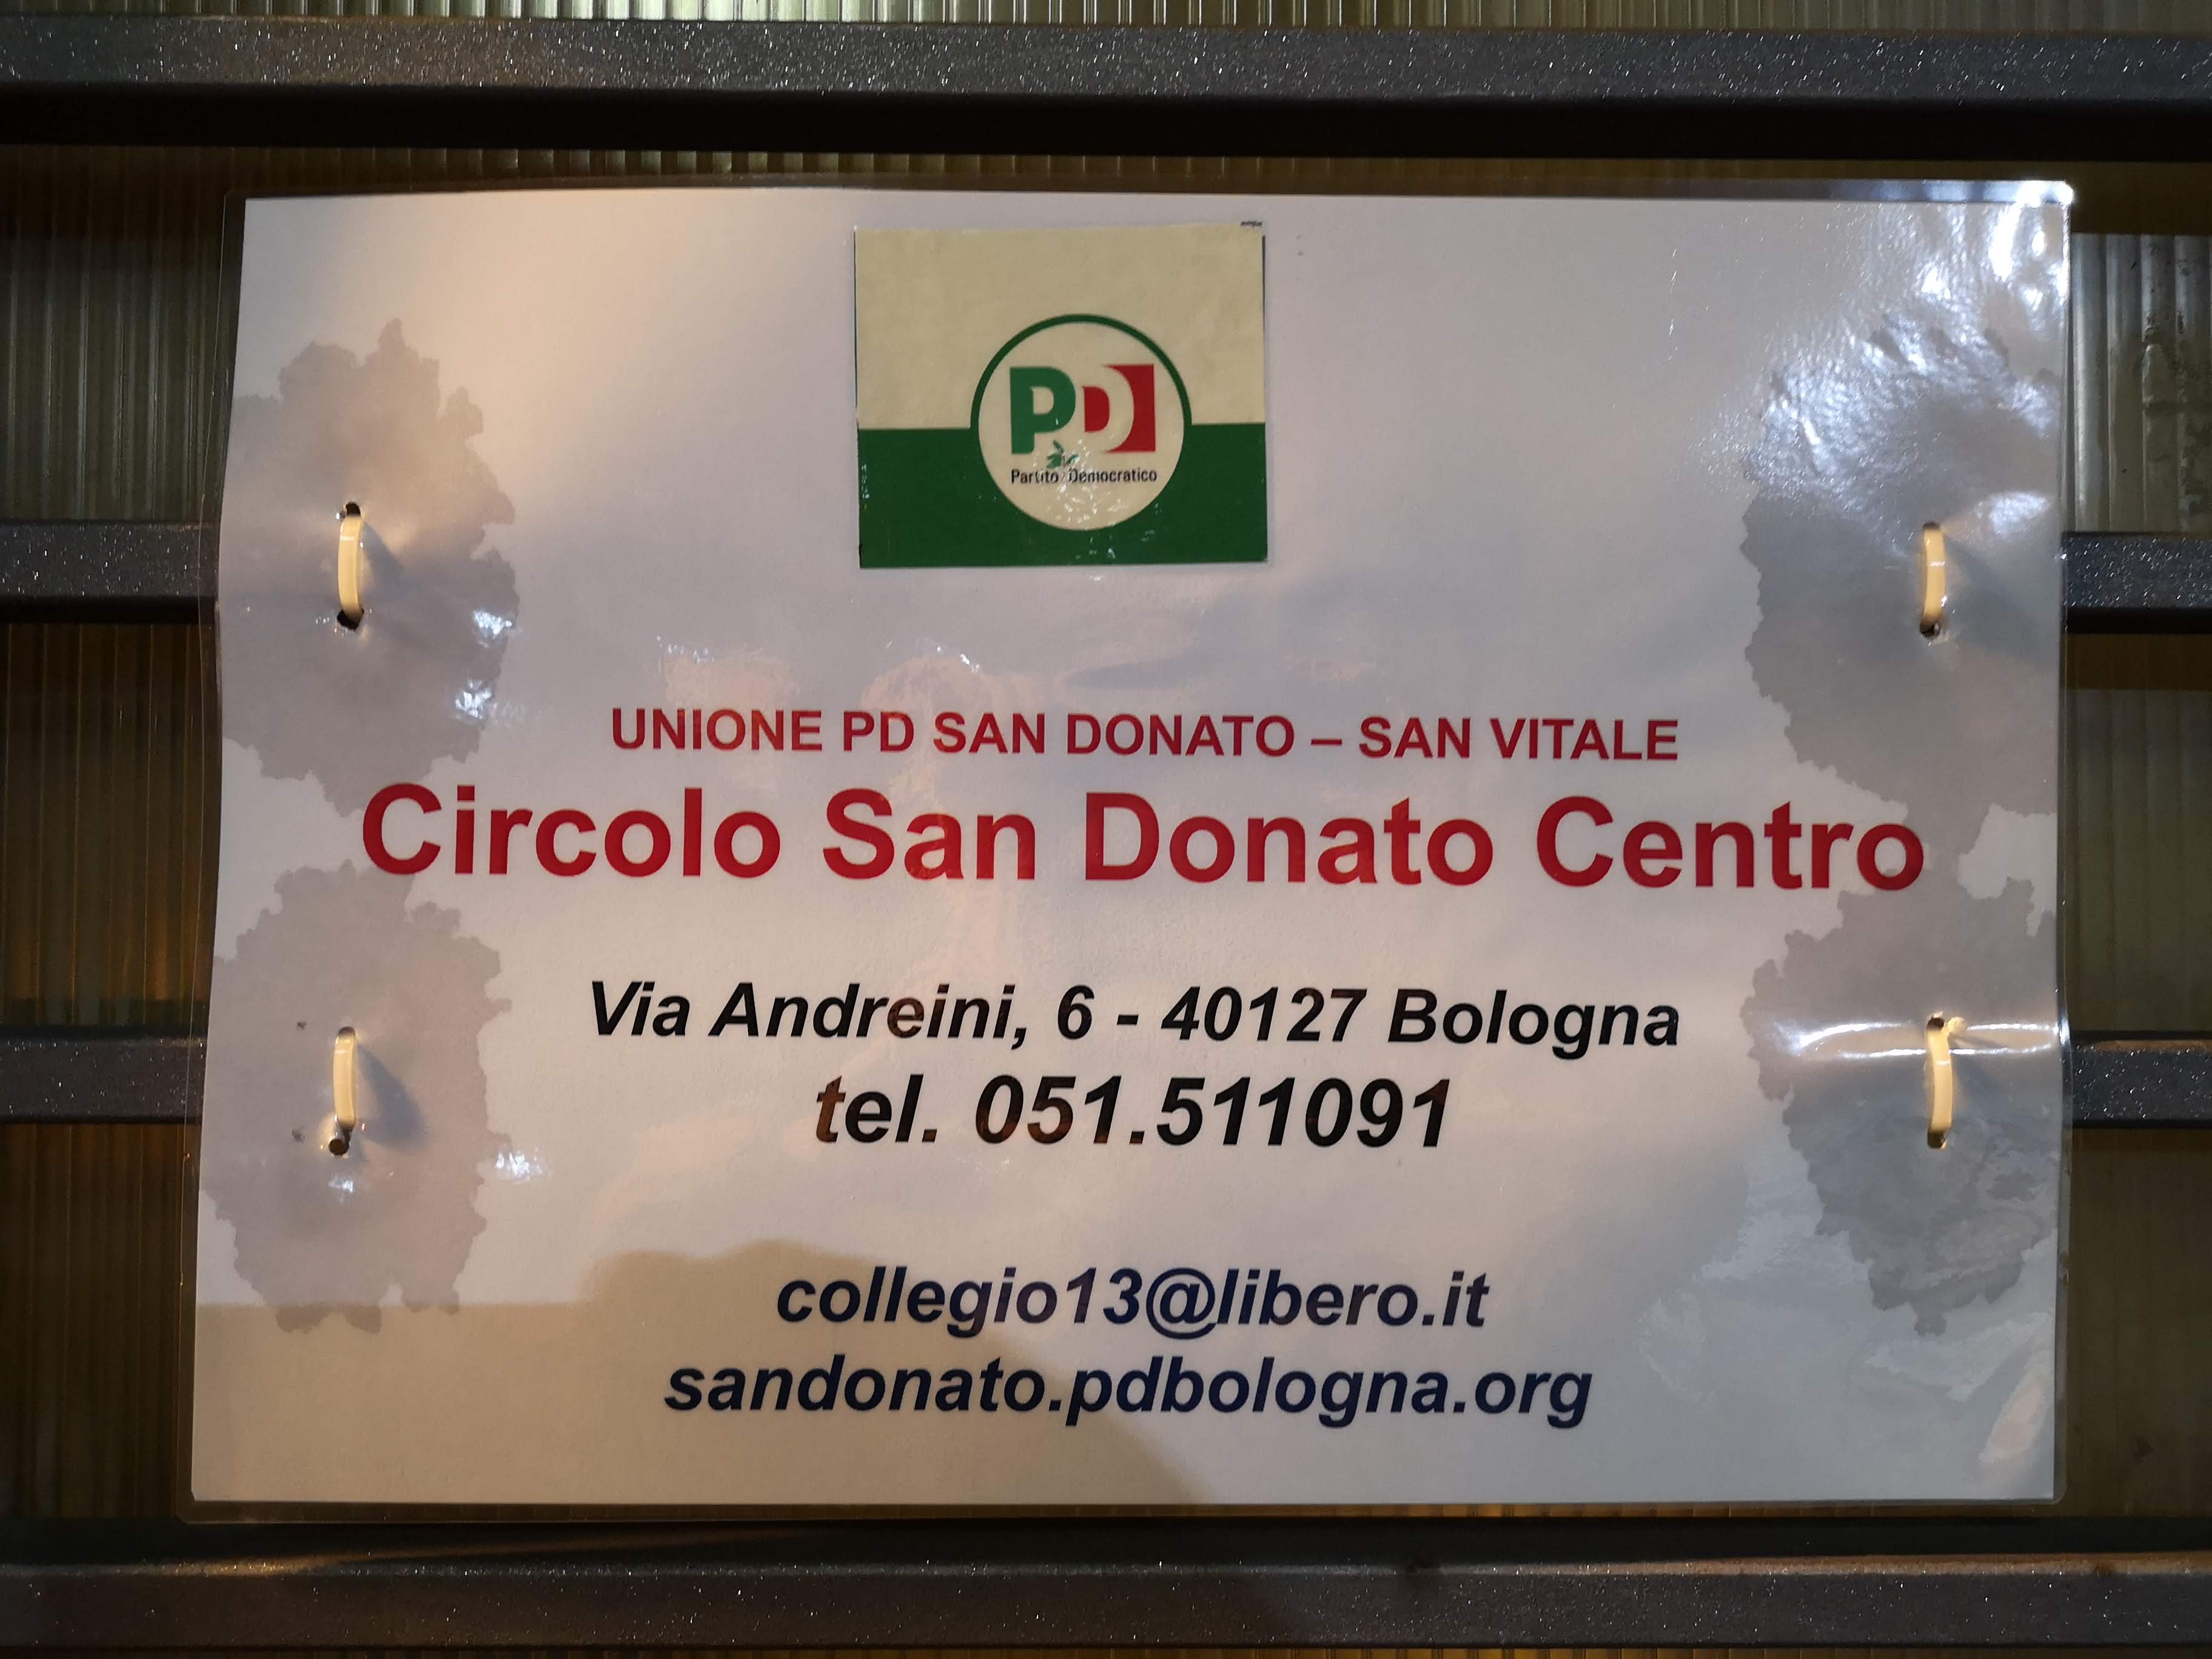 PD
Partito Democratico
UNIONE PD SAN DONATO – SAN VITALE
Circolo San Donato Centro
Via Andreini, 6 - 40127 Bologna
tel. 051.511091
collegio13@libero.it
sandonato.pdbologna.org